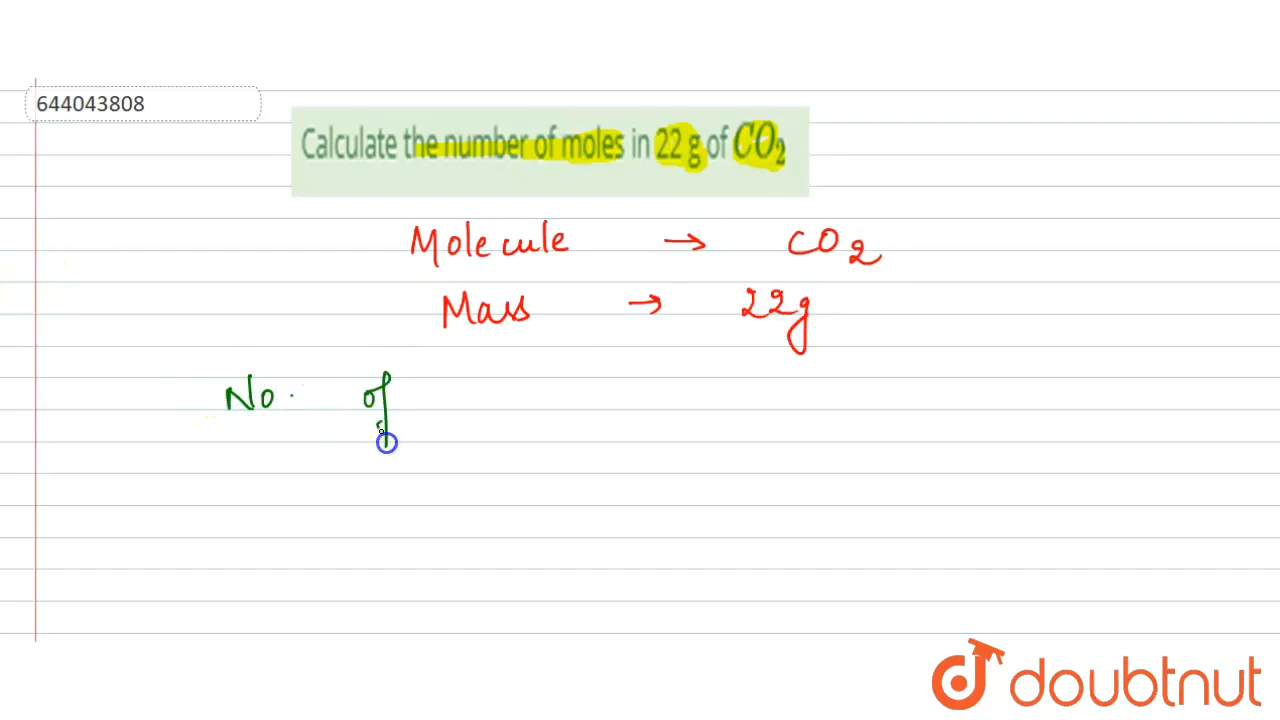 644043808
Calculate the number of moles in 22 g of CO₂
Molecule → CO₂
Mass → 22g
No. of
doubtnut